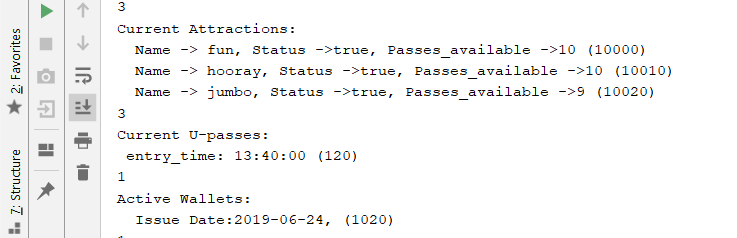 2: Favorites
7: Structure
3
Current Attractions:
Name -> fun, Status ->true, Passes_available ->10 (10000)
Name -> hooray, Status ->true, Passes_available ->10 (10010)
Name -> jumbo, Status ->true, Passes_available ->9 (10020)
3
Current U-passes:
entry_time: 13:40:00 (120)
1
Active Wallets:
Issue Date:2019-06-24, (1020)